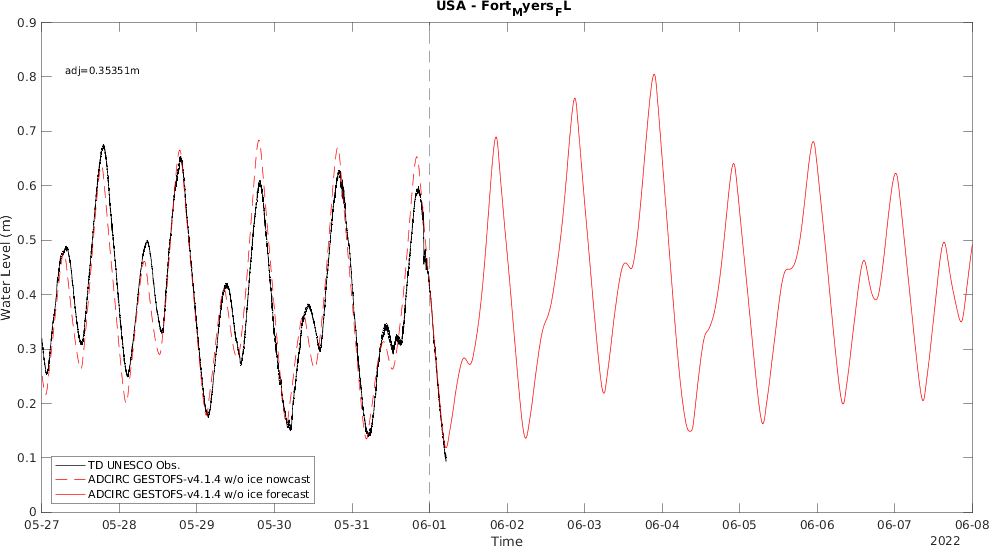 USA - Fort_Myers_FL
0.9
0.8
0.7
0.6
0.5
0.4
0.3
0.2
0.1
0
Water Level (m)
adj=0.35351m
TD UNESCO Obs.
ADCIRC GESTOFS-v4.1.4 w/o ice nowcast
ADCIRC GESTOFS-v4.1.4 w/o ice forecast
05-27 05-28 05-29 05-30 05-31 06-01 06-02 06-03 06-04 06-05 06-06 06-07 06-08
Time
2022